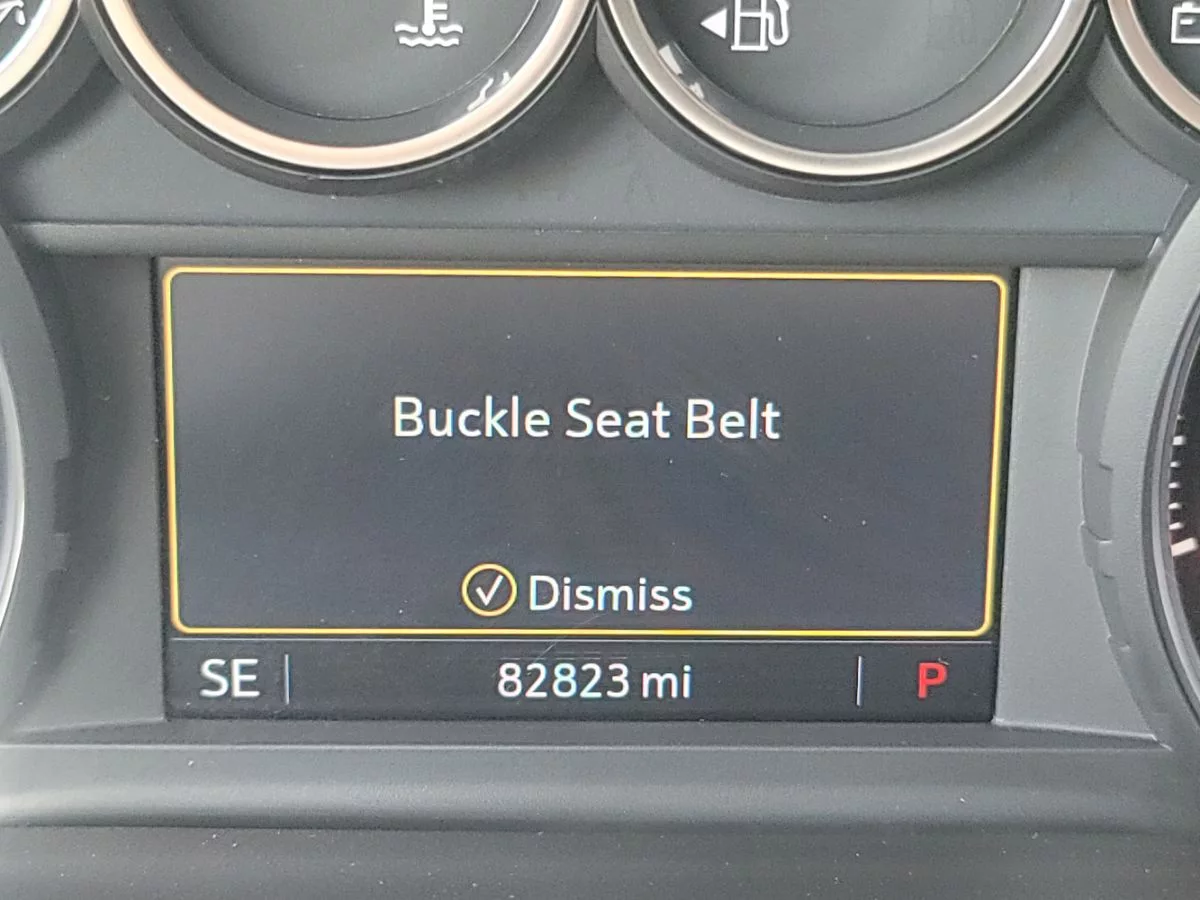 Buckle Seat Belt
Dismiss
SE 82823 mi P